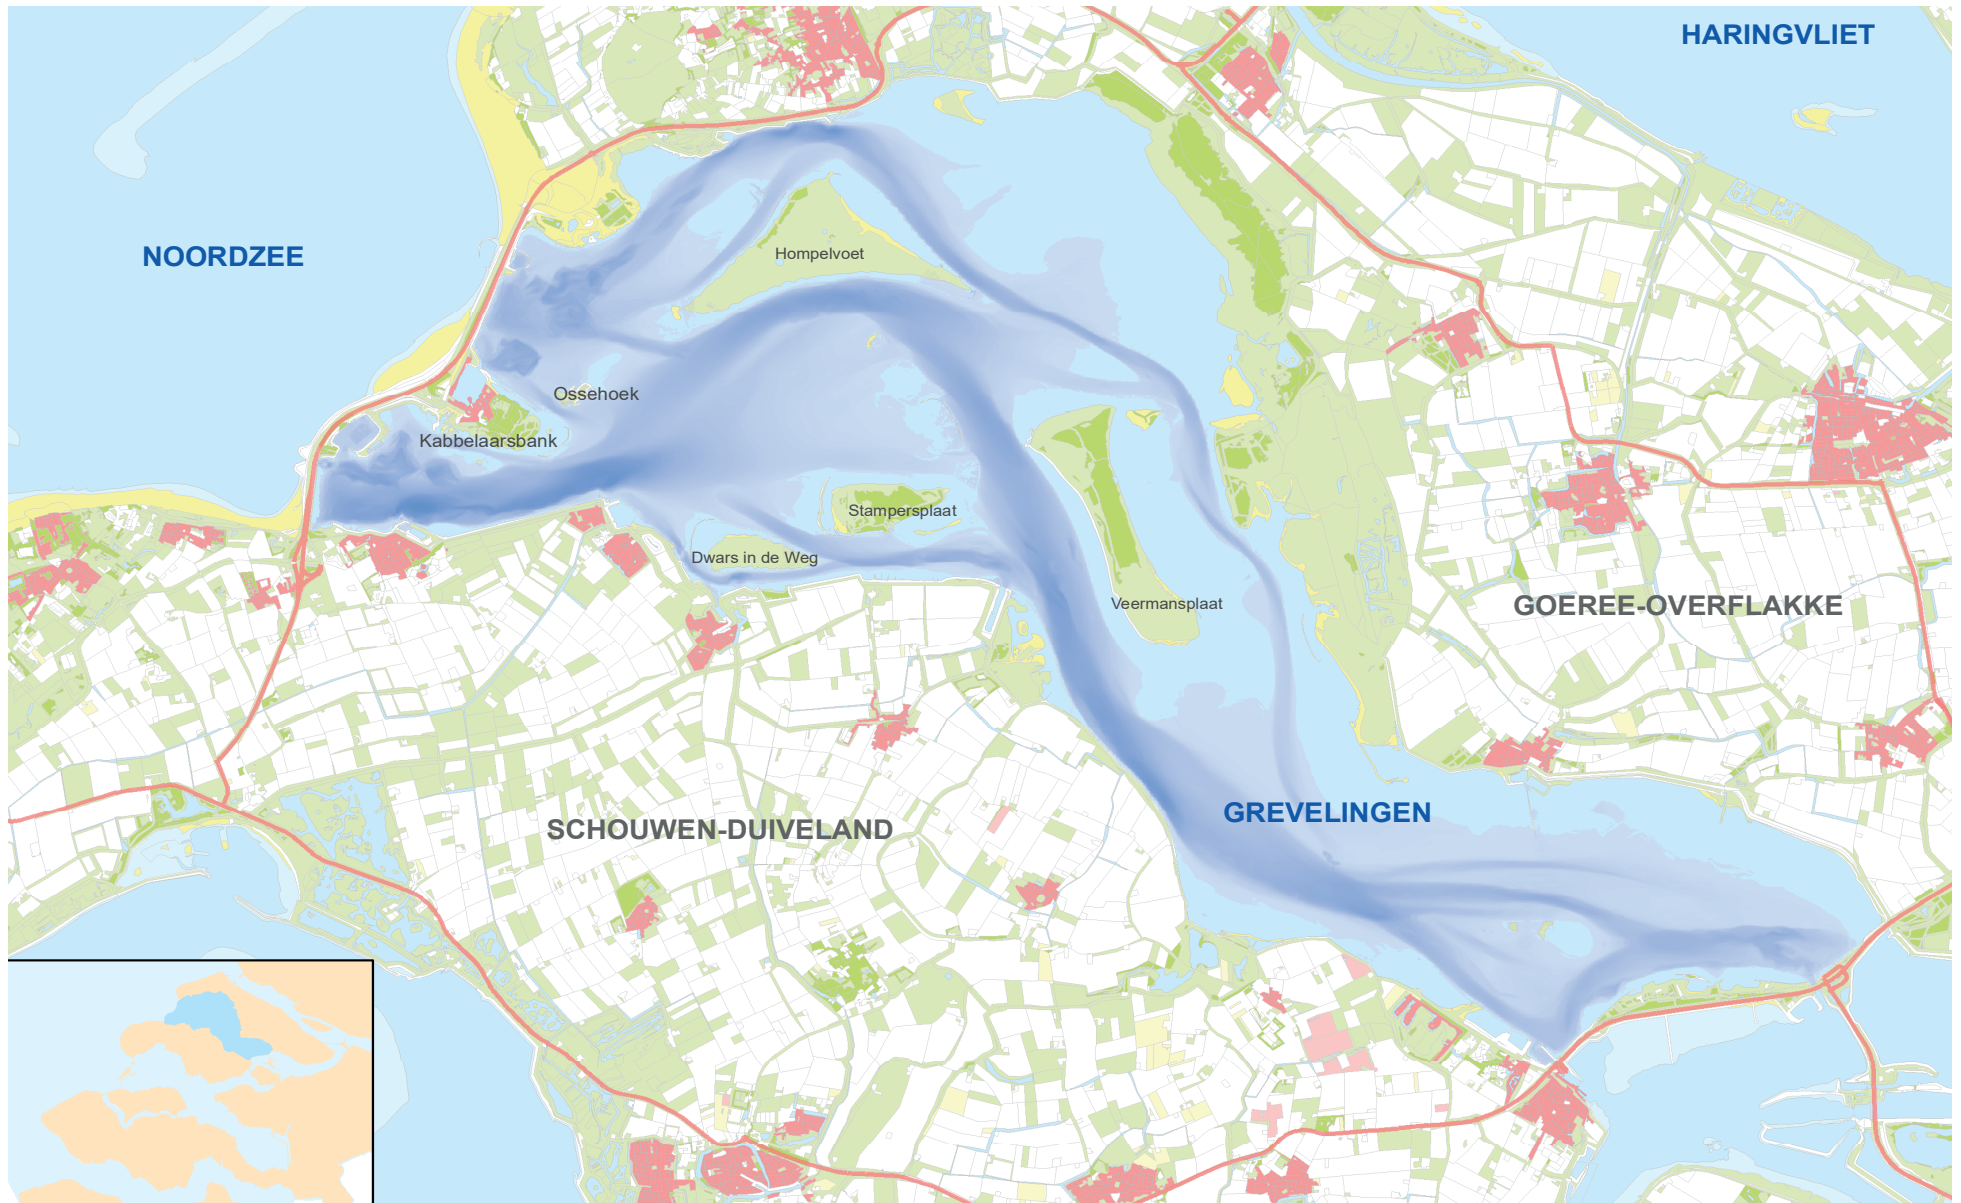 HARINGVLIET
NOORDZEE
Hompelvoet
Ossehoek
Kabbelaarsbank
Stampersplaat
Dwars in de Weg
Veermansplaat
GOEREE-OVERFLAKKE
GREVELINGEN
SCHOUWEN-DUIVELAND